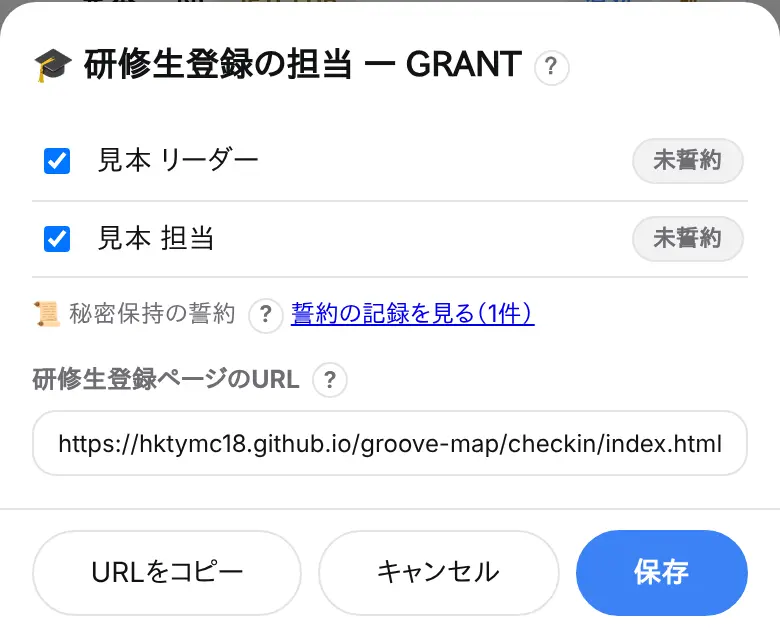 研修生登録の担当 — GRANT ?
見本 リーダー 未誓約
見本 担当 未誓約
秘密保持の誓約 ? 誓約の記録を見る(1件)
研修生登録ページのURL ?
https://hktymc18.github.io/groove-map/checkin/index.html
URLをコピー キャンセル 保存